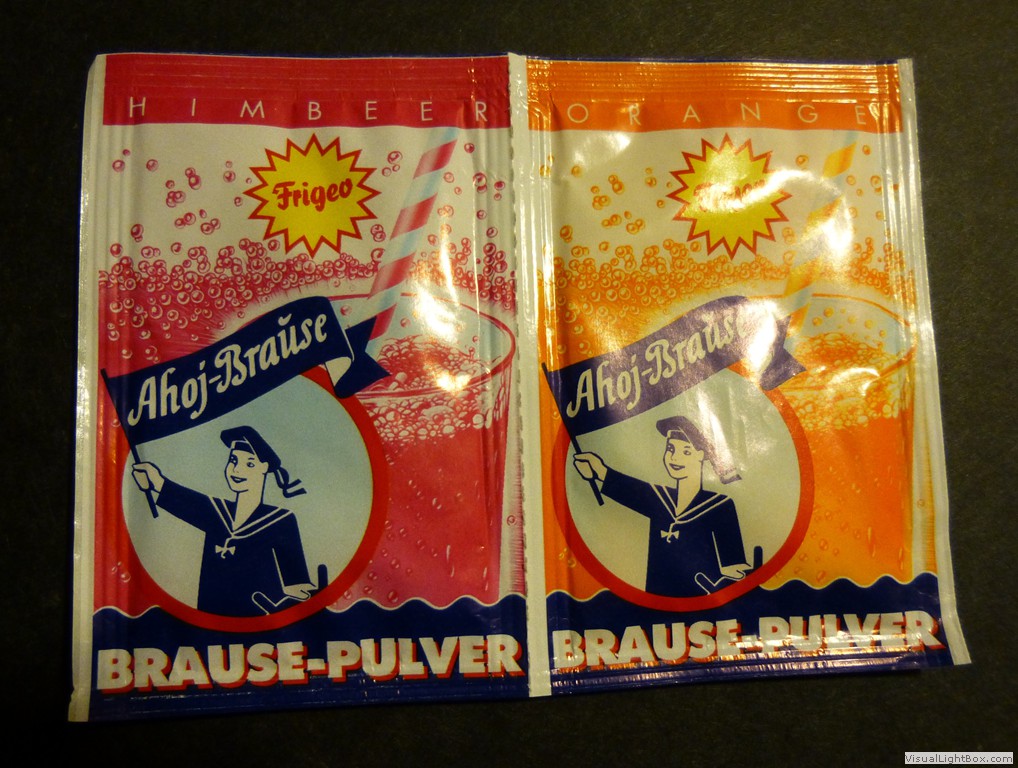 HIMBEER
ORANGE
Frigeo
Ahoj-Brause
Ahoj-Brause
BRAUSE-PULVER
BRAUSE-PULVER
VisualLightBox.com